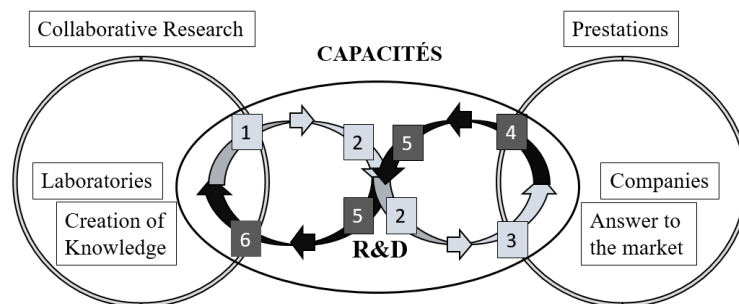 Collaborative Research
Prestations
CAPACITÉS
1
2
5
4
Laboratories
Companies
Creation of
Knowledge
Answer to
the market
6
5
2
3
R&D